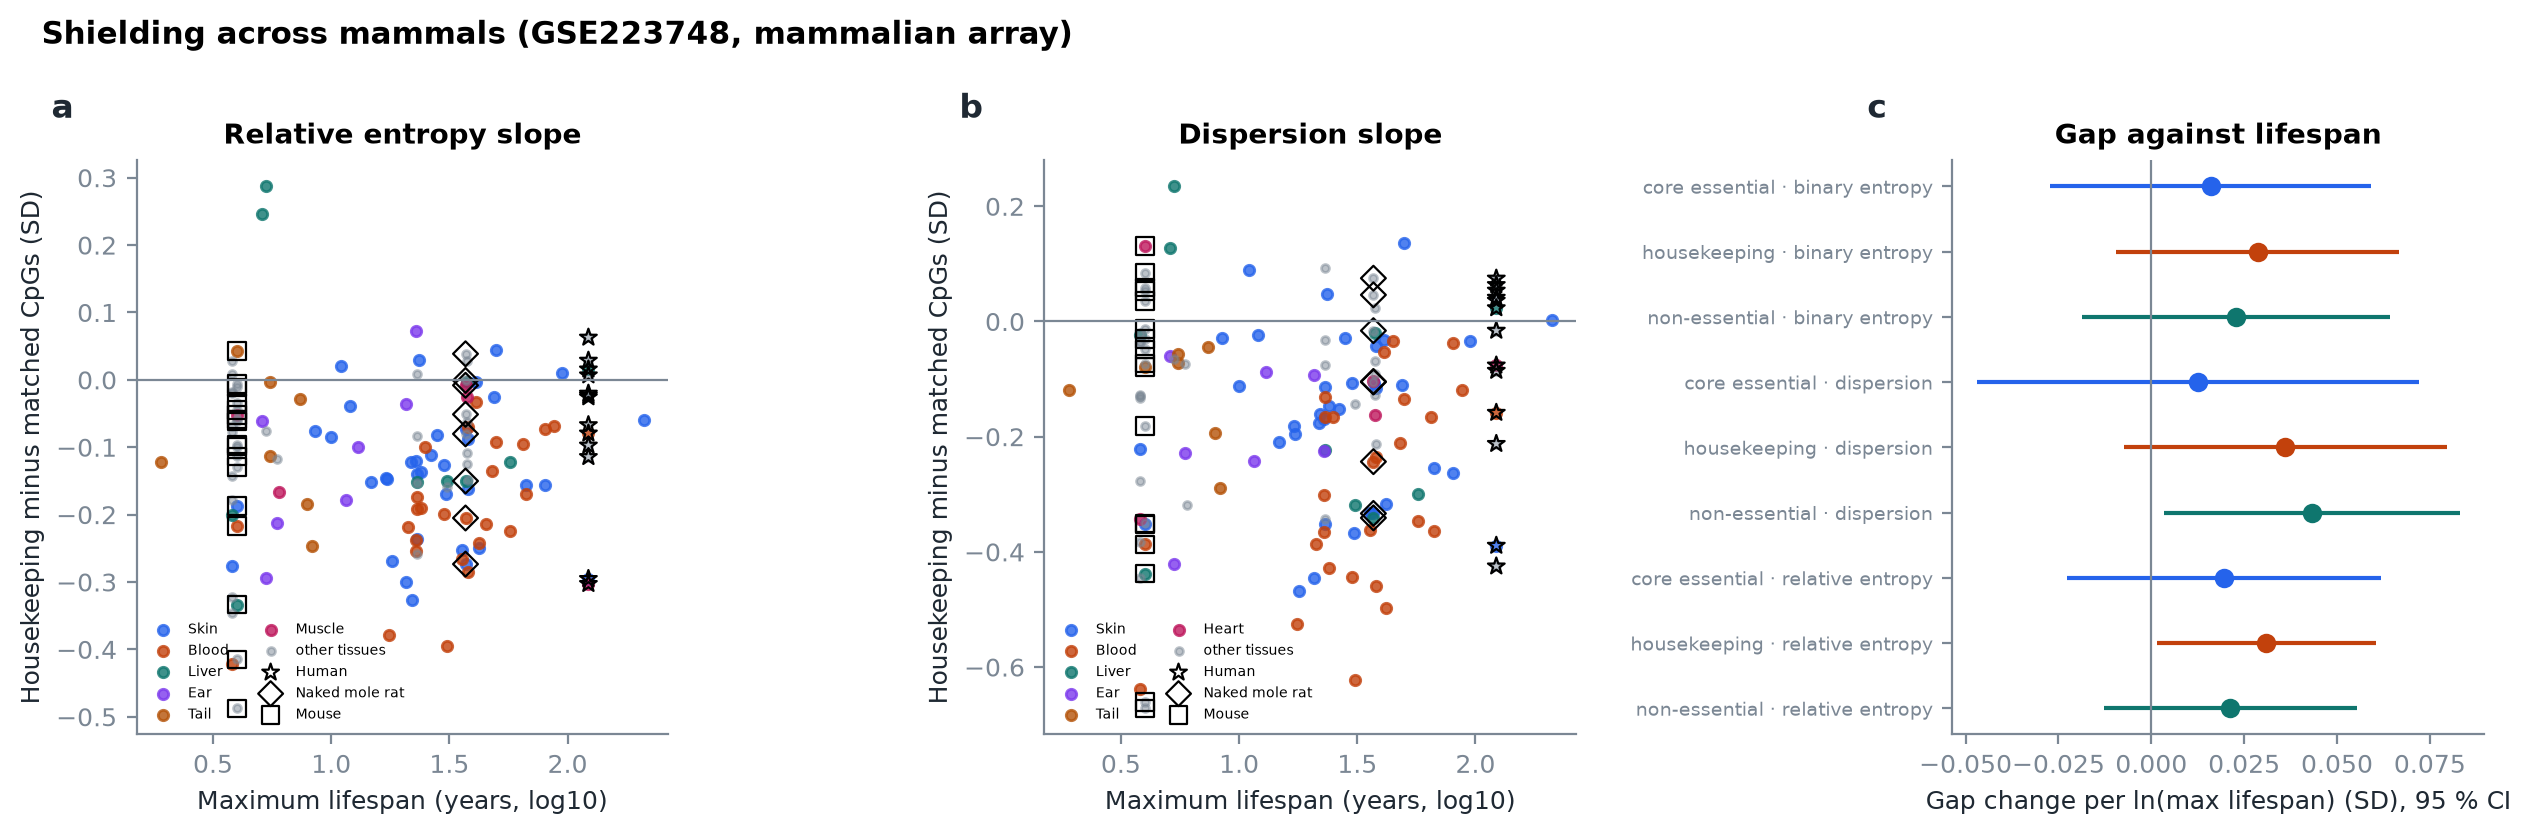 Shielding across mammals (GSE223748, mammalian array)
a
Relative entropy slope
Housekeeping minus matched CpGs (SD)
0.3
0.2
0.1
0.0
−0.1
−0.2
−0.3
−0.4
−0.5
Skin
Blood
Liver
Ear
Tail
Muscle
other tissues
Human
Naked mole rat
Mouse
0.5 1.0 1.5 2.0
Maximum lifespan (years, log10)
b
Dispersion slope
Housekeeping minus matched CpGs (SD)
0.2
0.0
−0.2
−0.4
−0.6
Skin
Blood
Liver
Ear
Tail
Heart
other tissues
Human
Naked mole rat
Mouse
0.5 1.0 1.5 2.0
Maximum lifespan (years, log10)
c
Gap against lifespan
core essential · binary entropy
housekeeping · binary entropy
non-essential · binary entropy
core essential · dispersion
housekeeping · dispersion
non-essential · dispersion
core essential · relative entropy
housekeeping · relative entropy
non-essential · relative entropy
−0.050 −0.025 0.000 0.025 0.050 0.075
Gap change per ln(max lifespan) (SD), 95 % CI